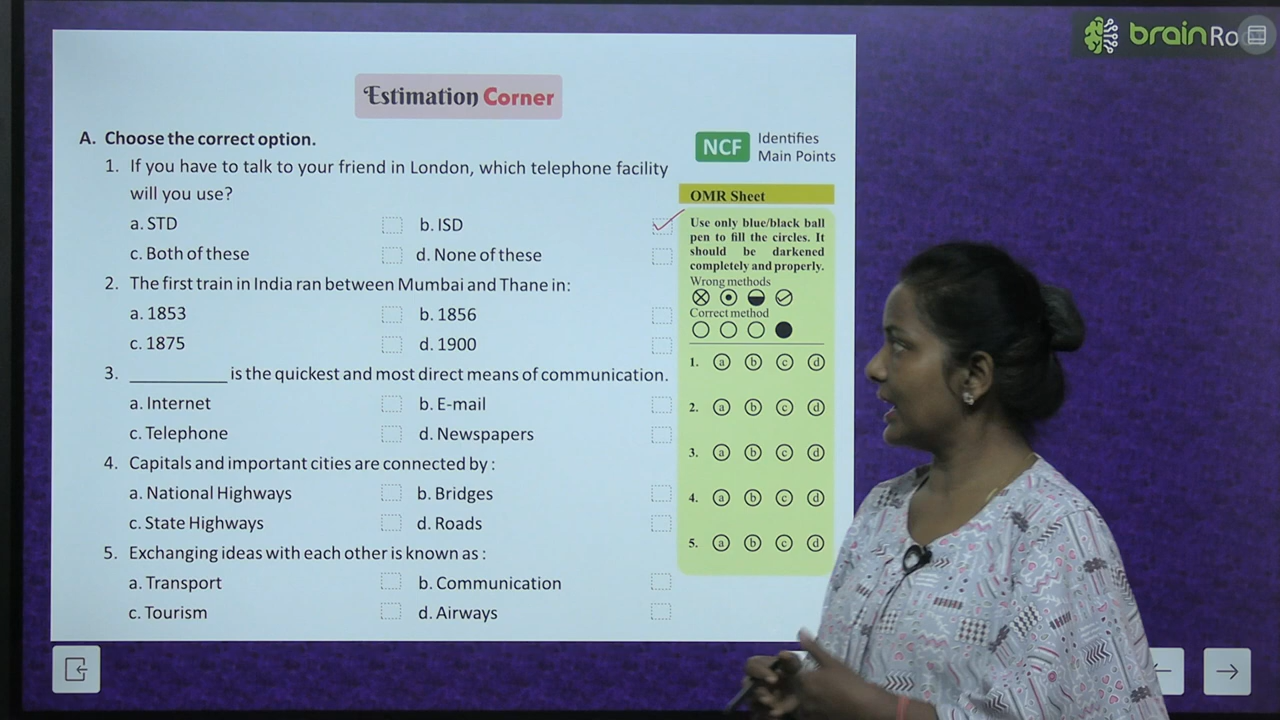 brainRo
Estimation Corner
A. Choose the correct option.
NCF
Identifies
Main Points
1. If you have to talk to your friend in London, which telephone facility
will you use?
a. STD
b. ISD
c. Both of these
d. None of these
2. The first train in India ran between Mumbai and Thane in:
a. 1853
b. 1856
c. 1875
d. 1900
3. __________ is the quickest and most direct means of communication.
a. Internet
b. E-mail
c. Telephone
d. Newspapers
4. Capitals and important cities are connected by :
a. National Highways
b. Bridges
c. State Highways
d. Roads
5. Exchanging ideas with each other is known as :
a. Transport
b. Communication
c. Tourism
d. Airways
OMR Sheet
Use only blue/black ball
pen to fill the circles. It
should be darkened
completely and properly.
Wrong methods
Correct method
1. a b c d
2. a b c d
3. a b c d
4. a b c d
5. a b c d